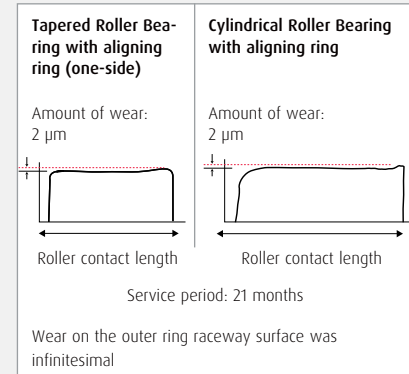 Tapered Roller Bea-
ring with aligning
ring (one-side)
Amount of wear:
2 µm
Roller contact length
Cylindrical Roller Bearing
with aligning ring
Amount of wear:
2 µm
Roller contact length
Service period: 21 months
Wear on the outer ring raceway surface was
infinitesimal